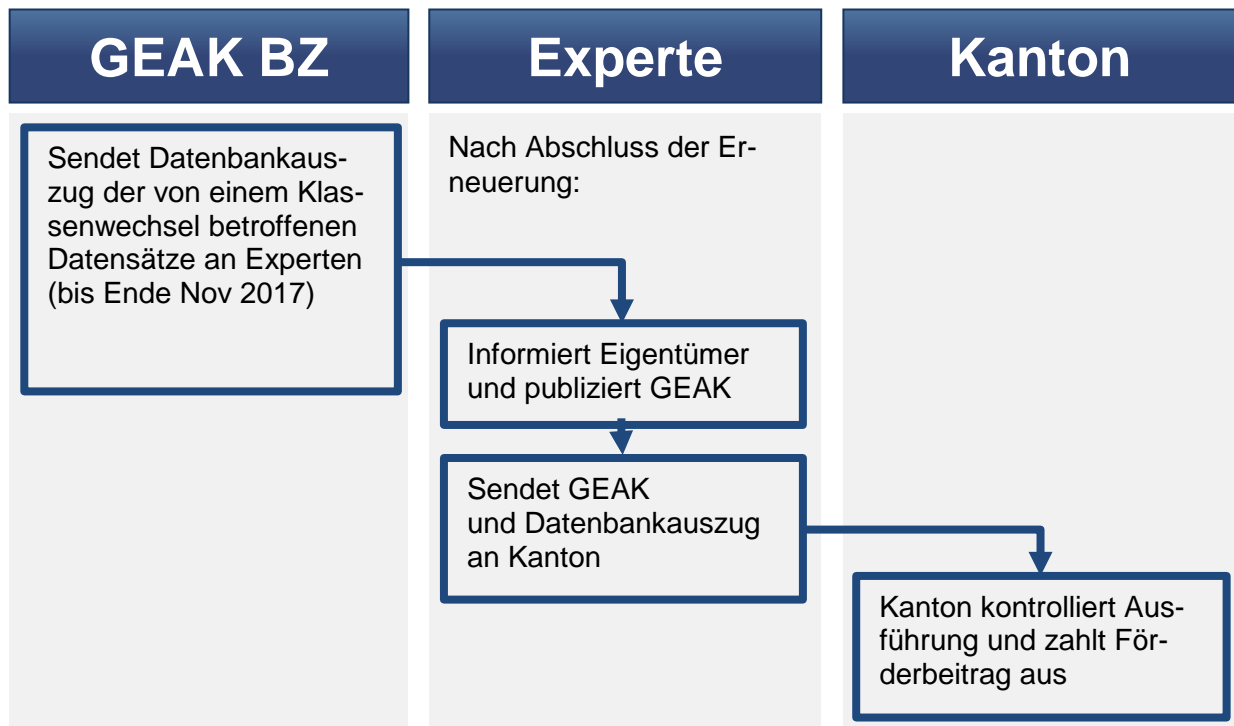 GEAK BZ
Experte
Kanton
Sendet Datenbankaus-
zug der von einem Klas-
senwechsel betroffenen
Datensätze an Experten
(bis Ende Nov 2017)
Nach Abschluss der Er-
neuerung:
Informiert Eigentümer
und publiziert GEAK
Sendet GEAK
und Datenbankauszug
an Kanton
Kanton kontrolliert Aus-
führung und zahlt För-
derbeitrag aus